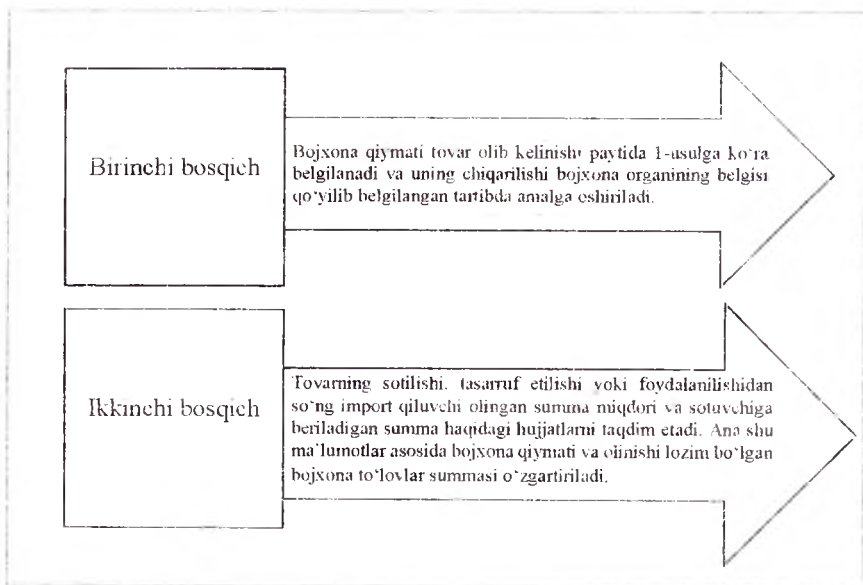 Birinchi bosqich
Bojxona qiymati tovar olib kelinishi paytida 1-usulga ko‘ra
belgilanadi va uning chiqarilishi bojxona organining belgisi
qo‘yilib belgilangan tartibda amalga oshiriladi.
Ikkinchi bosqich
Tovarning sotilishi, tasarruf etilishi yoki foydalanilishidan
so‘ng import qiluvchi olingan summa miqdori va sotuvchiga
beriladigan summa haqidagi hujjatlarni taqdim etadi. Ana shu
ma’lumotlar asosida bojxona qiymati va olinishi lozim bo‘lgan
bojxona to‘lovlar summasi o‘zgartiriladi.